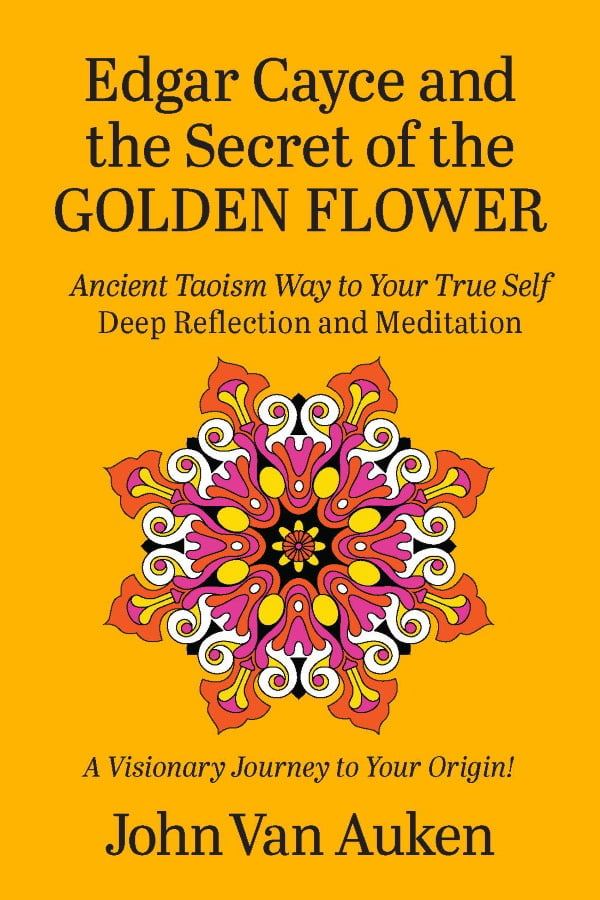 Edgar Cayce and
the Secret of the
GOLDEN FLOWER
Ancient Taoism Way to Your True Self
Deep Reflection and Meditation
A Visionary Journey to Your Origin!
John Van Auken